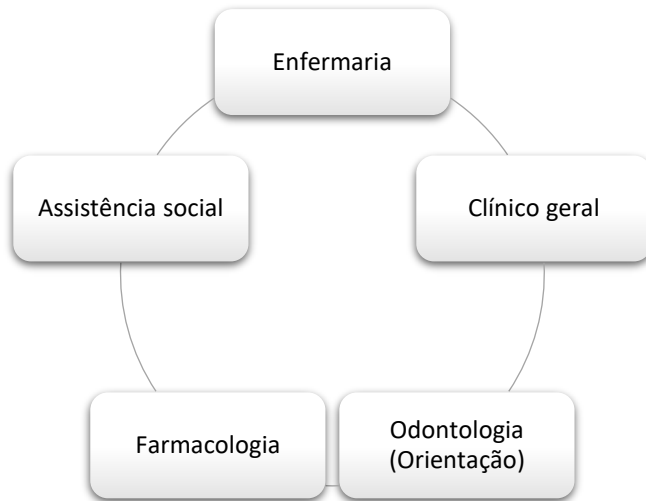 Enfermaria
Assistência social
Clínico geral
Farmacologia
Odontologia
(Orientação)